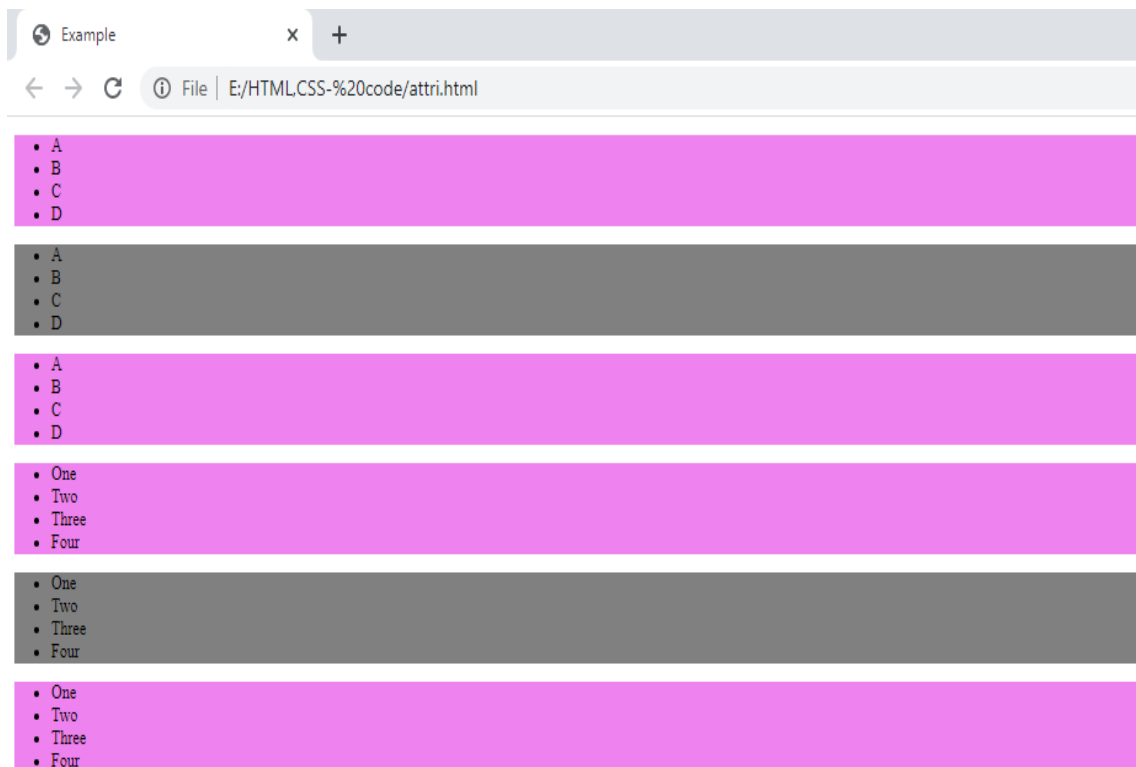 Example
File E:/HTML,CSS-%20code/attri.html
A
B
C
D
A
B
C
D
A
B
C
D
One
Two
Three
Four
One
Two
Three
Four
One
Two
Three
Four